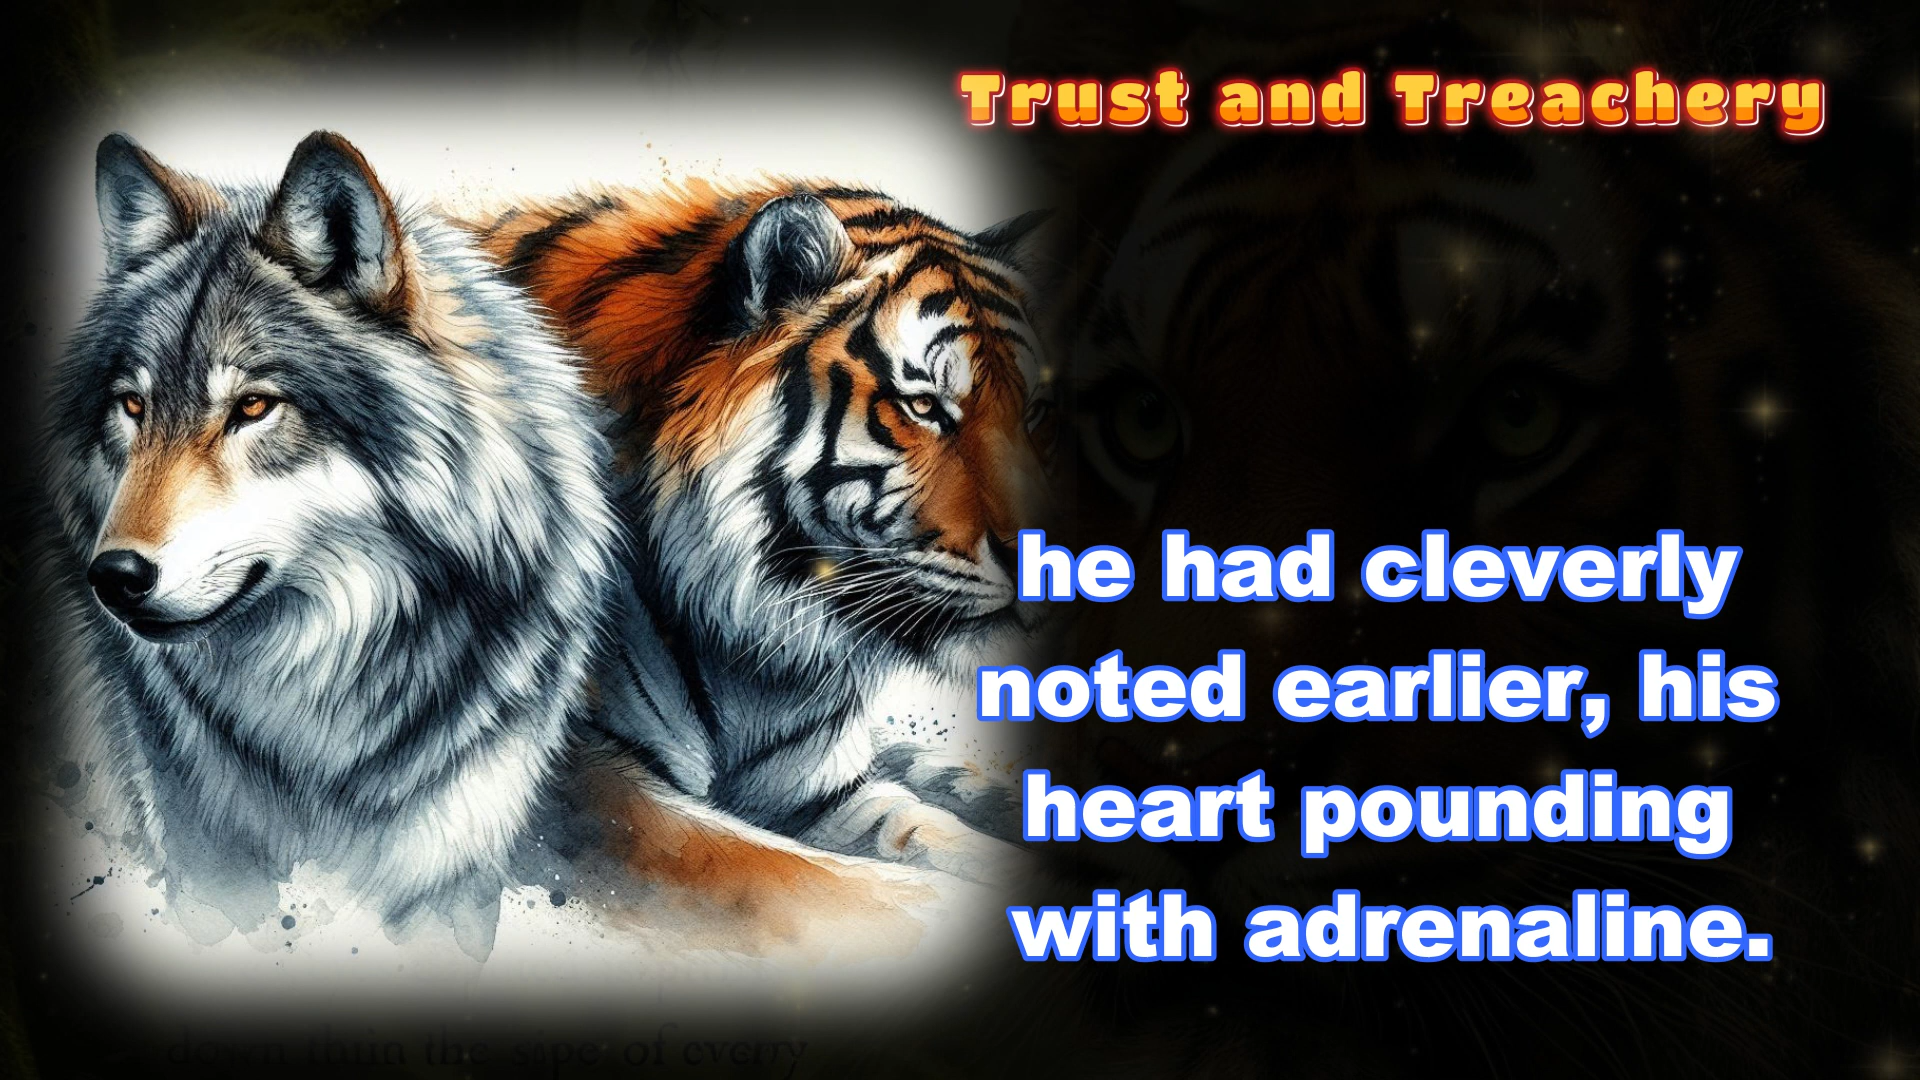 Trust and Treachery
he had cleverly
noted earlier, his
heart pounding
with adrenaline.